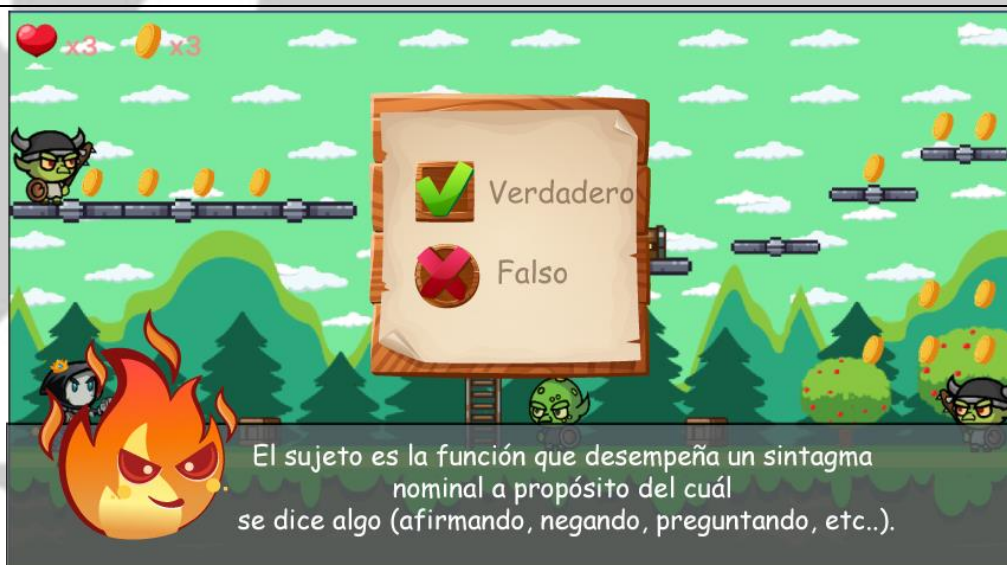 x3 x3
Verdadero
Falso
El sujeto es la función que desempeña un sintagma
nominal a propósito del cuál
se dice algo (afirmando, negando, preguntando, etc..).